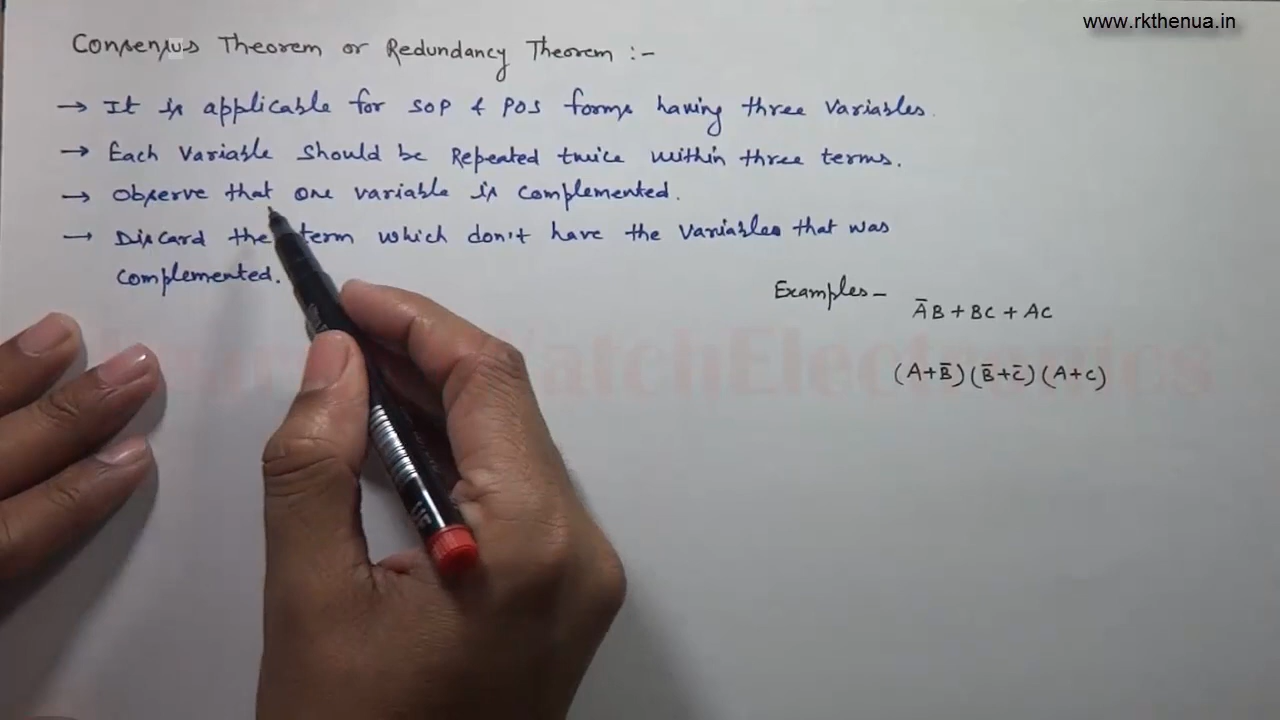 www.rkthenua.in
Consensus Theorem or Redundancy Theorem :-
→ It is applicable for SOP & POS forms having three variables.
→ Each variable should be Repeated twice within three terms.
→ Observe that one variable is complemented.
→ Discard the term which don't have the variables that was
complemented.
Examples-
A̅B + BC + AC
(A+B̅)(B̅+C̅)(A+C)
WatchElectronics